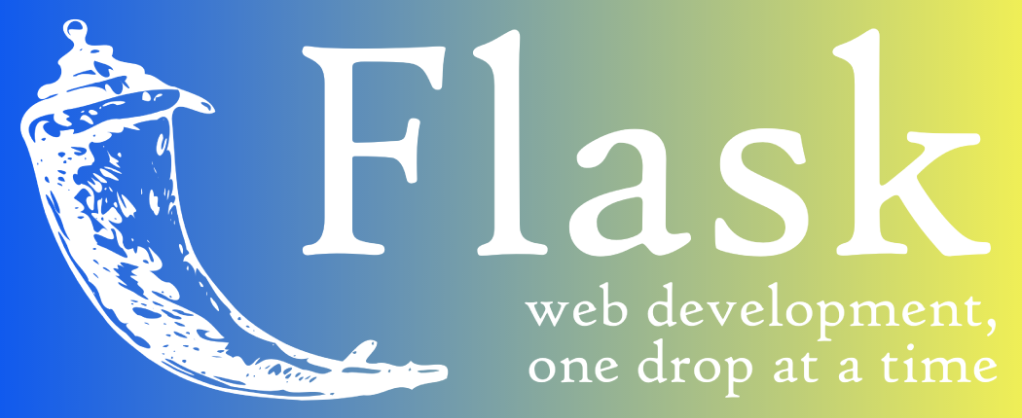 Flask
web development,
one drop at a time